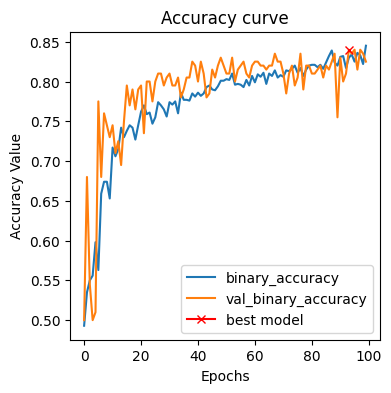 Accuracy curve
Accuracy Value
0.85
0.80
0.75
0.70
0.65
0.60
0.55
0.50
binary_accuracy
val_binary_accuracy
best model
0
20
40
60
80
100
Epochs